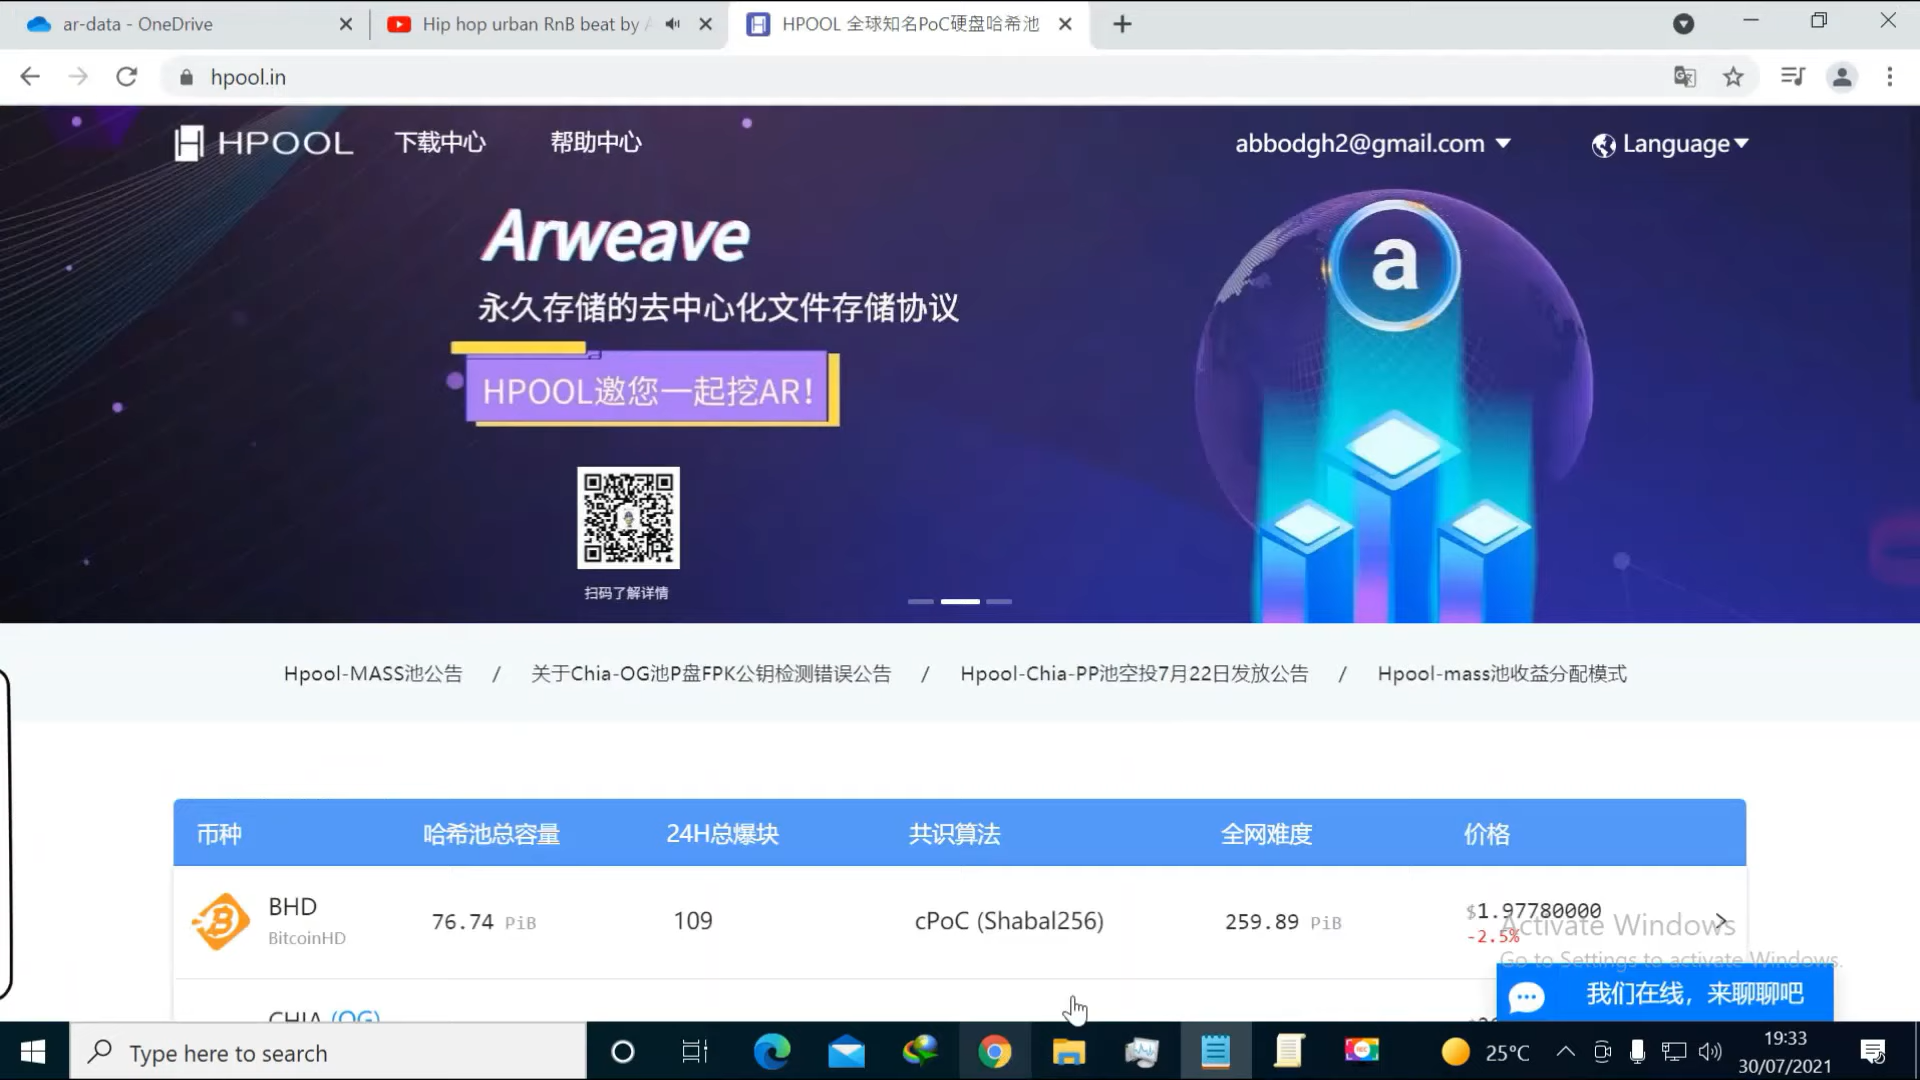 ar-data - OneDrive
Hip hop urban RnB beat by
HPOOL 全球知名PoC硬盘哈希池
hpool.in
HPOOL
下载中心
帮助中心
abbodgh2@gmail.com
Language
Arweave
永久存储的去中心化文件存储协议
HPOOL邀您一起挖AR!
a
扫码了解详情
Hpool-MASS池公告 / 关于Chia-OG池P盘FPK公钥检测错误公告 / Hpool-Chia-PP池空投7月22日发放公告 / Hpool-mass池收益分配模式
币种 哈希池总容量 24H总爆块 共识算法 全网难度 价格
BHD
BitcoinHD
76.74 PiB
109
cPoC (Shabal256)
259.89 PiB
$1.97780000
-2.5%
Activate Windows
Go to Settings to activate Windows.
CHIA (OG)
我们在线，来聊聊吧
Type here to search
25°C
19:33
30/07/2021